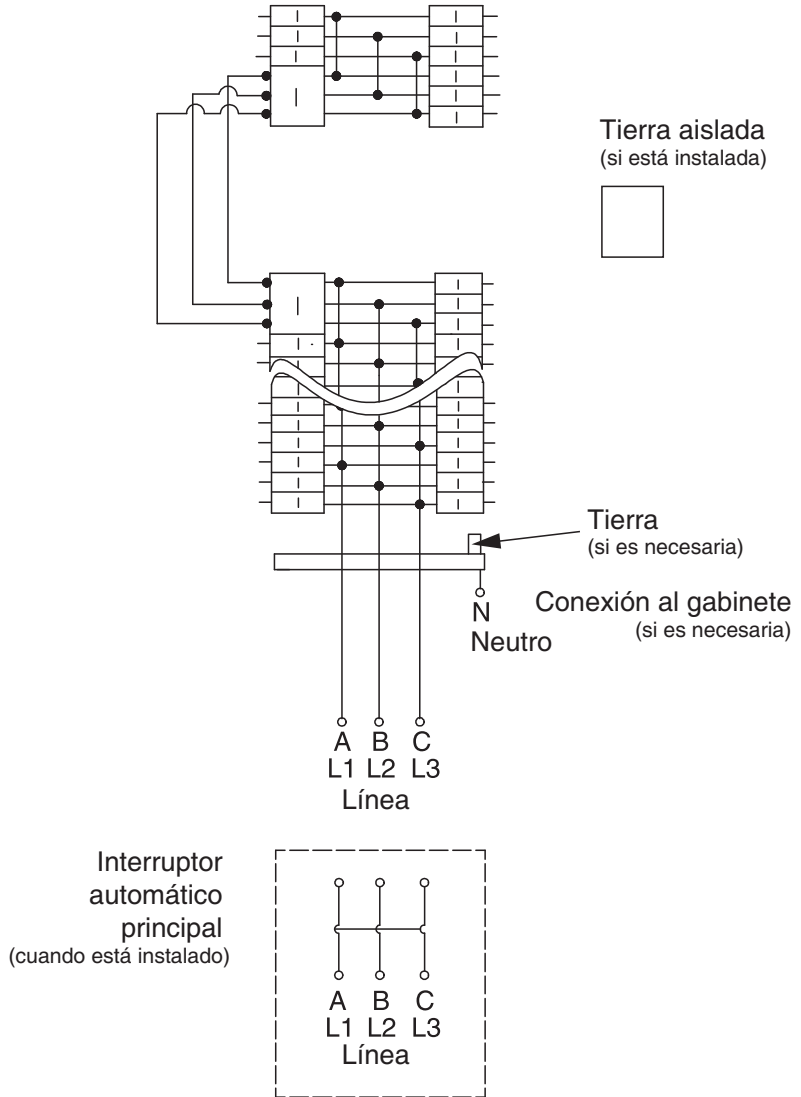 Tierra aislada
(si está instalada)
Tierra
(si es necesaria)
Conexión al gabinete
(si es necesaria)
N
Neutro
A B C
L1 L2 L3
Línea
Interruptor
automático
principal
(cuando está instalado)
A B C
L1 L2 L3
Línea